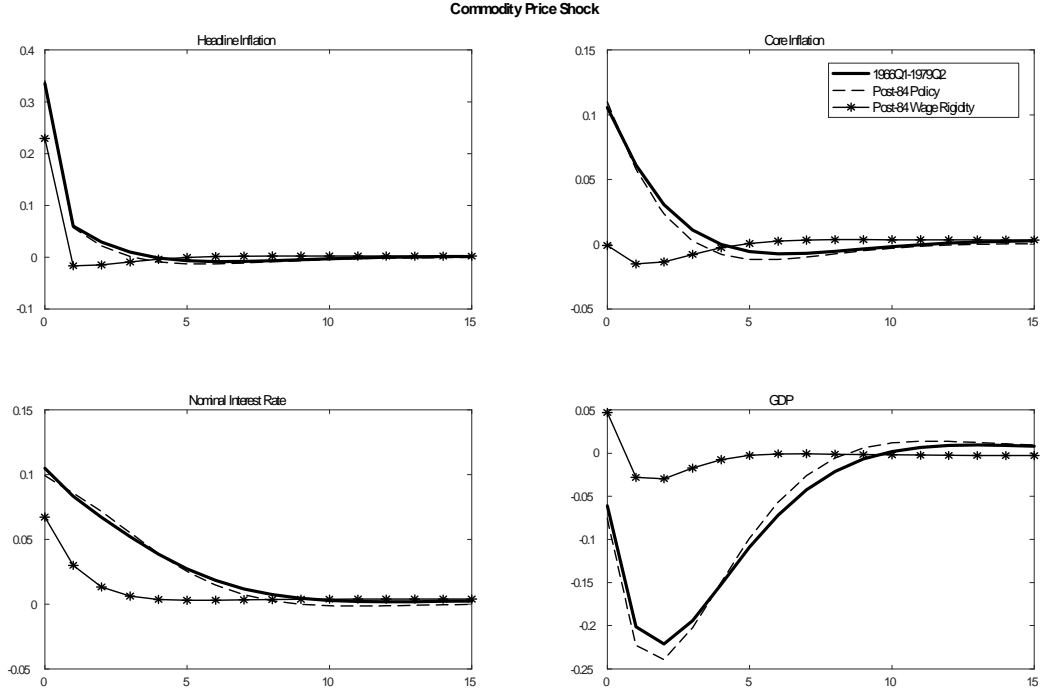 Commodity Price Shock
Headline Inflation
0.4
0.3
0.2
0.1
0
-0.1
0 5 10 15
Core Inflation
0.15
0.1
0.05
0
-0.05
0 5 10 15
1966Q1-1979Q2
Post-84 Policy
Post-84 Wage Rigidity
Nominal Interest Rate
0.15
0.1
0.05
0
-0.05
0 5 10 15
GDP
0.05
0
-0.05
-0.1
-0.15
-0.2
-0.25
0 5 10 15